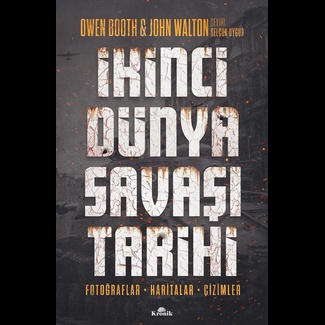 OWEN BOOTH & JOHN WALTON ÇEVİRİ SELÇUK UYGUR
İKİNCİ
DÜNYA
SAVAŞI
TARİHİ
FOTOĞRAFLAR • HARİTALAR • ÇİZİMLER
Kronik